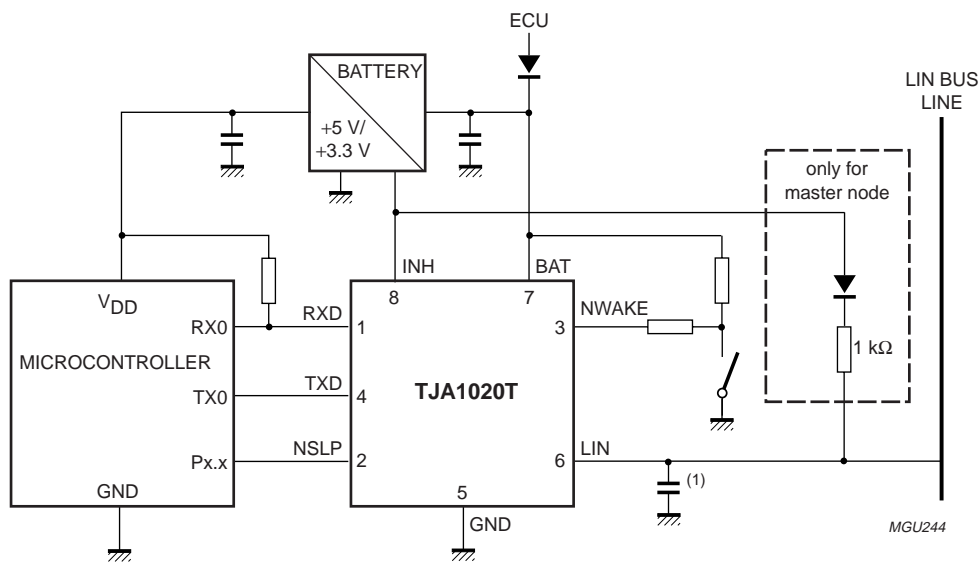 ECU
BATTERY
+5 V/
+3.3 V
LIN BUS
LINE
only for
master node
INH
BAT
8
7
VDD
RX0
RXD
1
3
NWAKE
1 kΩ
MICROCONTROLLER
TX0
TXD
4
TJA1020T
Px.x
NSLP
2
6
LIN
(1)
GND
5
GND
MGU244